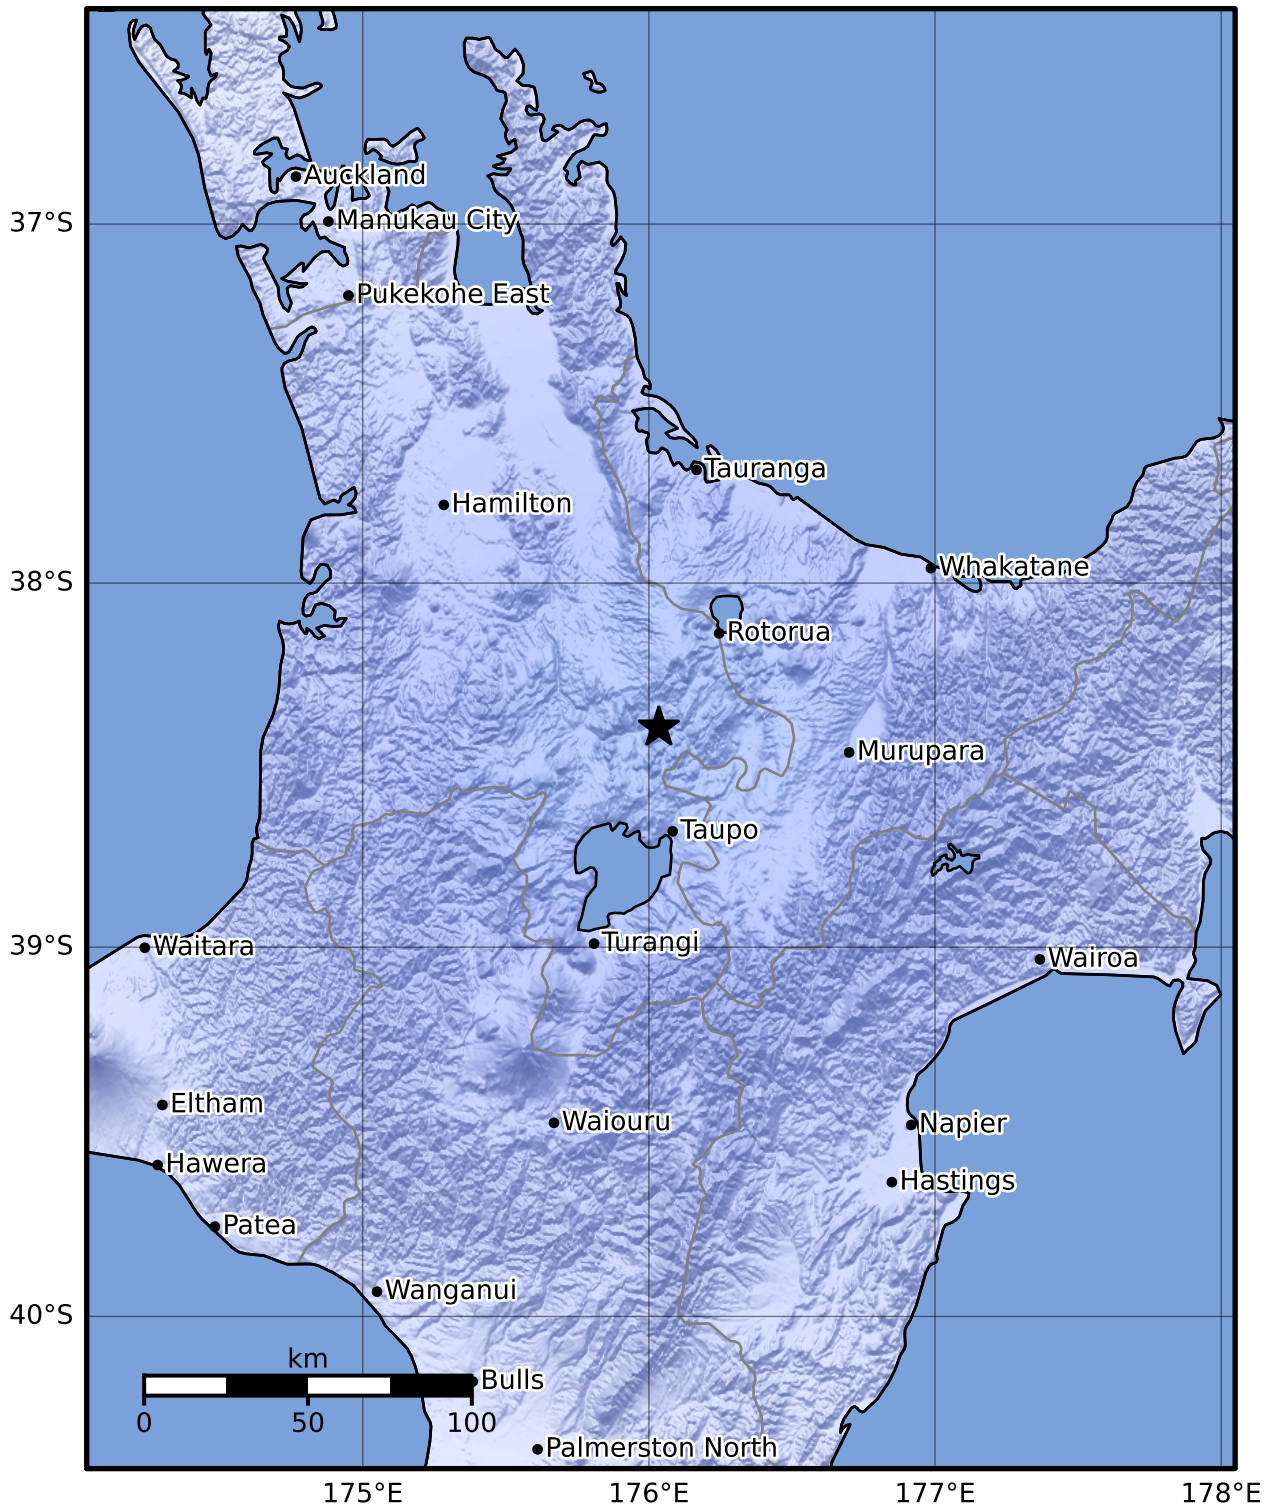 Auckland
37°S
Manukau City
Pukekohe East
Tauranga
Hamilton
Whakatane
38°S
Rotorua
Murupara
Taupo
39°S
Waitara
Turangi
Wairoa
Eltham
Waiouru
Napier
Hawera
Hastings
Patea
Wanganui
40°S
km
Bulls
0 50 100
Palmerston North
175°E 176°E 177°E 178°E